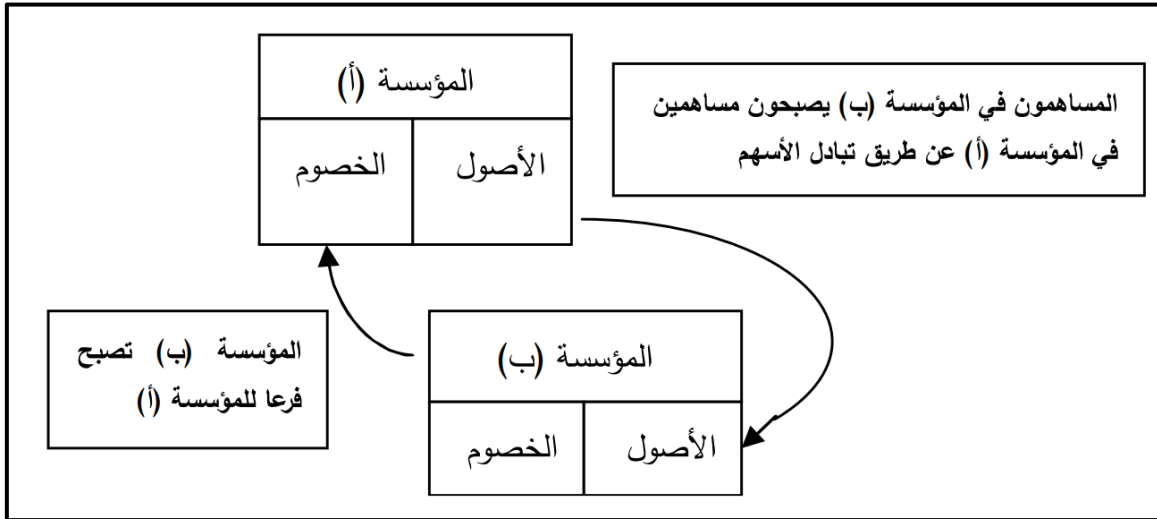 المؤسسة (أ)
الأصول
الخصوم
المساهمون في المؤسسة (ب) يصبحون مساهمين
في المؤسسة (أ) عن طريق تبادل الأسهم
المؤسسة (ب)
الأصول
الخصوم
المؤسسة (ب) تصبح
فرعا للمؤسسة (أ)